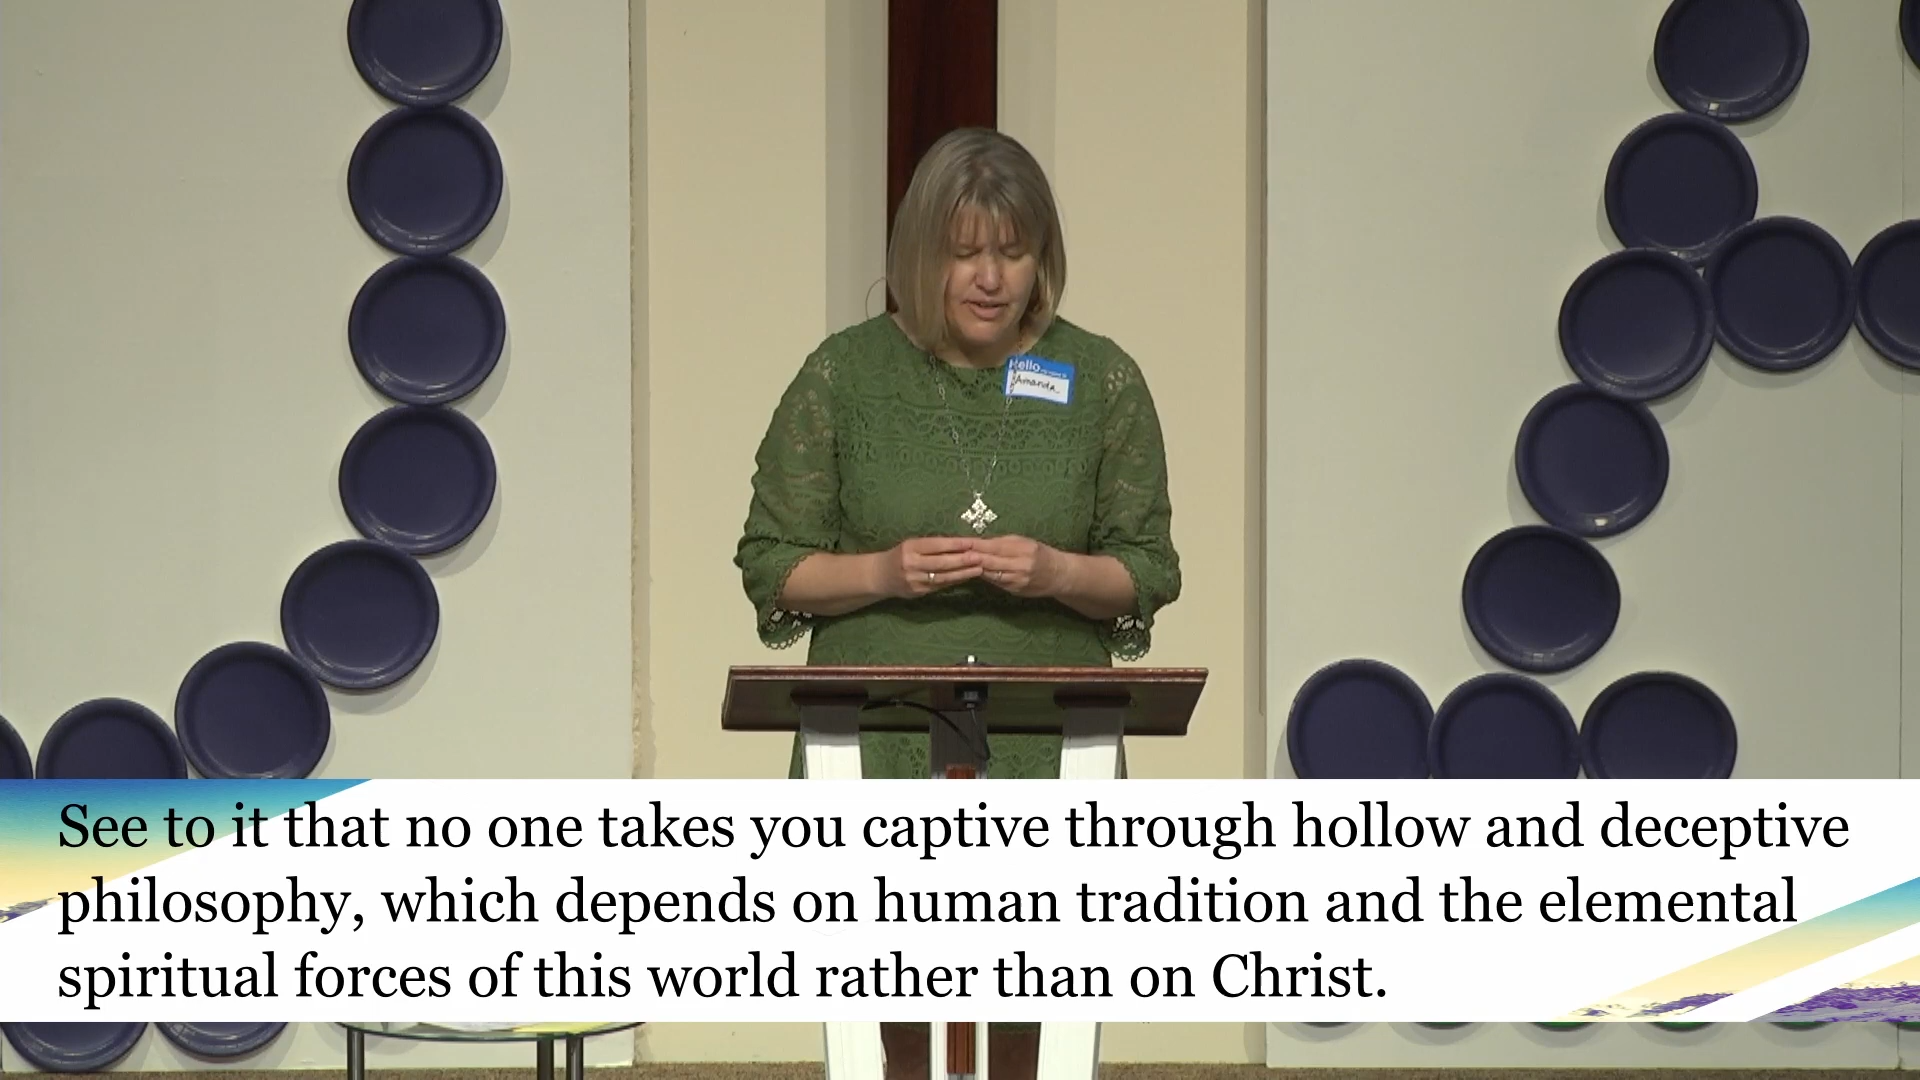 Hello
Amanda
See to it that no one takes you captive through hollow and deceptive
philosophy, which depends on human tradition and the elemental
spiritual forces of this world rather than on Christ.